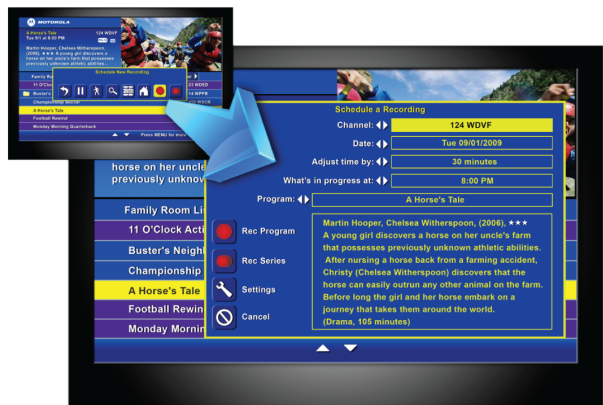 MOTOROLA
A Horse's Tale 124 WDVF
Tue 9/1 at 8:00 PM
Martin Hooper, Chelsea Witherspoon,
(2006), ★★★ A young girl discovers a
horse on her uncle's farm that possesses
previously unknown athletic abilities...
Schedule New Recording
Family Ro
11 O'Cloc 23 WDED
Buster's 14 WPFR
Championship Soccer WSCR
A Horse's Tale
Football Rewind
Monday Morning Quarterback
Press MENU for more
horse on her uncle
previously unknow
Family Room Li
11 O'Clock Acti
Buster's Neighb
Championship
A Horse's Tale
Football Rewin
Monday Mornin
Schedule a Recording
Channel: 124 WDVF
Date: Tue 09/01/2009
Adjust time by: 30 minutes
What's in progress at: 8:00 PM
Program: A Horse's Tale
Rec Program
Rec Series
Settings
Cancel
Martin Hooper, Chelsea Witherspoon, (2006), ★★★
A young girl discovers a horse on her uncle's farm
that possesses previously unknown athletic abilities.
After nursing a horse back from a farming accident,
Christy (Chelsea Witherspoon) discovers that the
horse can easily outrun any other animal on the farm.
Before long the girl and her horse embark on a
journey that takes them around the world.
(Drama, 105 minutes)